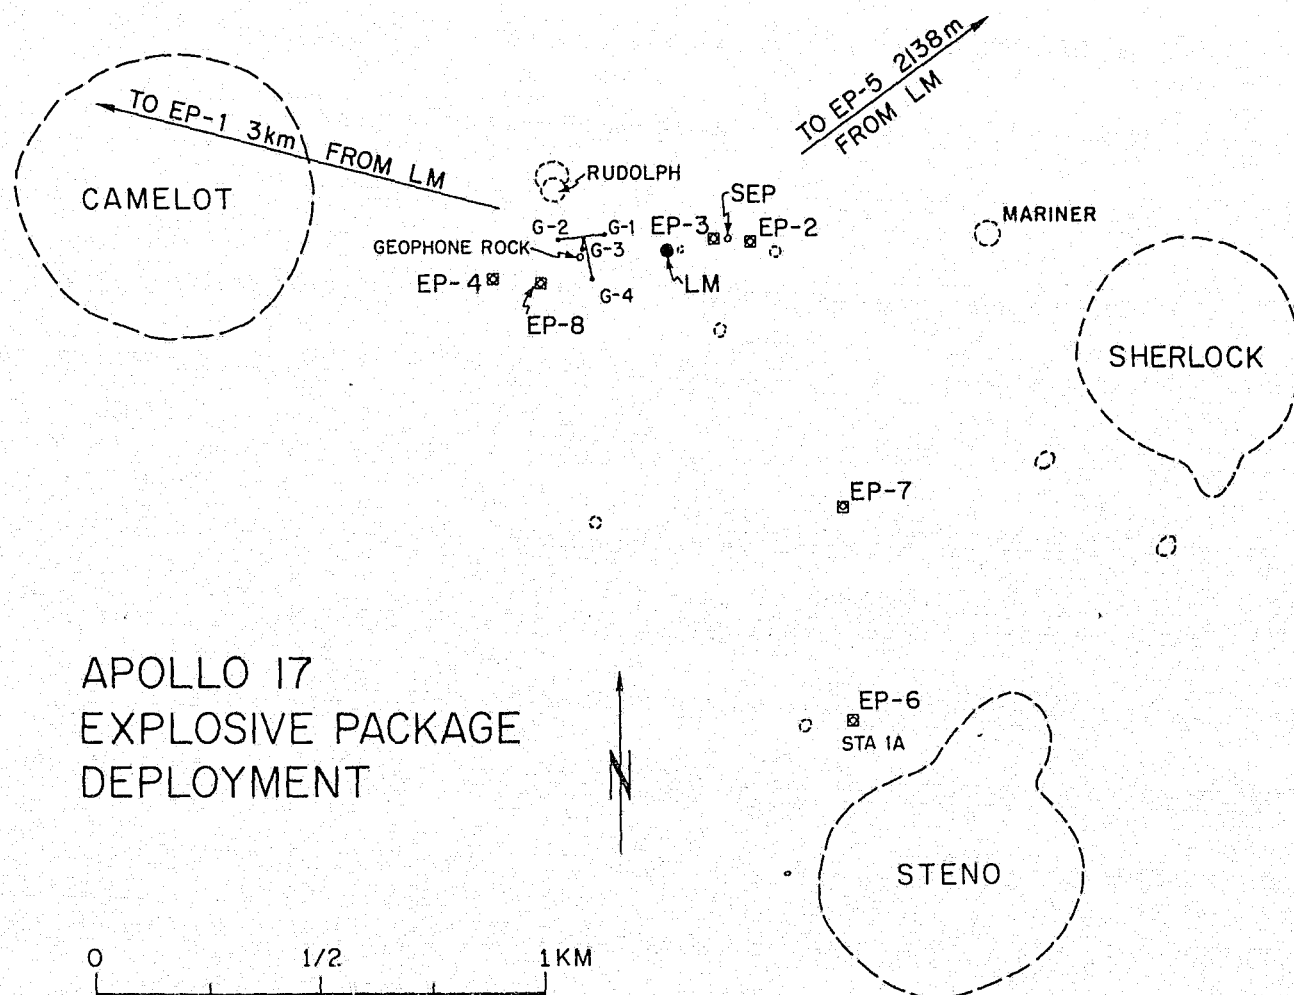 TO EP-5 2138m
FROM LM
TO EP-1 3km FROM LM
CAMELOT
RUDOLPH
SEP
MARINER
G-2
G-1
EP-3
EP-2
GEOPHONE ROCK
G-3
EP-4
G-4
LM
EP-8
SHERLOCK
EP-7
APOLLO 17
EXPLOSIVE PACKAGE
DEPLOYMENT
N
EP-6
STA 1A
STENO
0 1/2 1KM